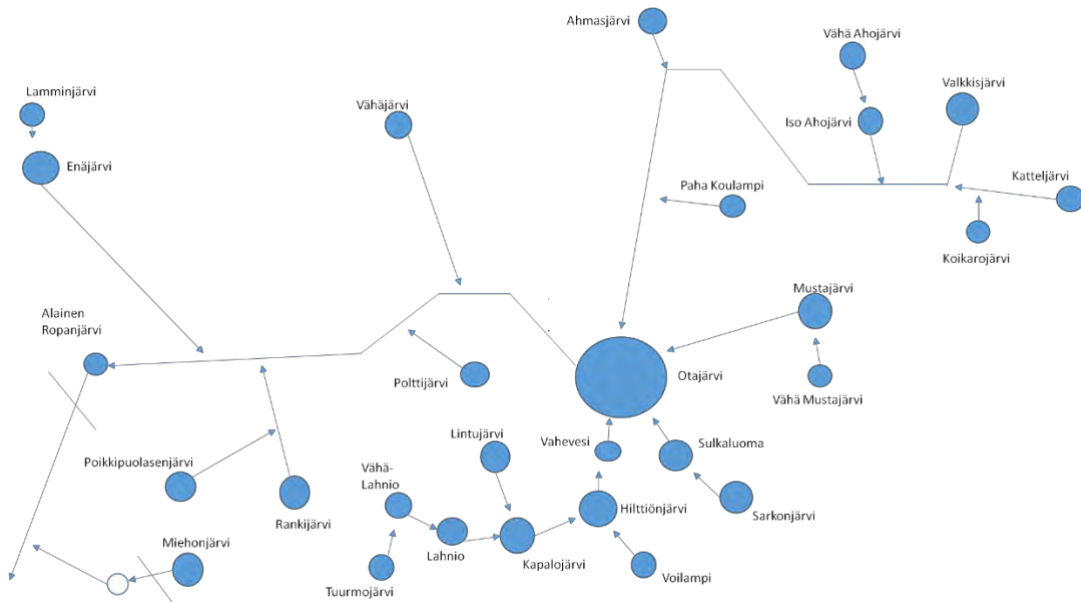 Ahmasjärvi
Vähä Ahojärvi
Lamminjärvi
Vähäjärvi
Valkkisjärvi
Iso Ahojärvi
Enäjärvi
Paha Koulampi
Katteljärvi
Koikarojärvi
Mustajärvi
Alainen
Ropanjärvi
Otajärvi
Polttijärvi
Vähä Mustajärvi
Lintujärvi
Vahevesi
Sulkaluoma
Poikkipuolasenjärvi
Vähä-
Lahnio
Rankijärvi
Hilttiönjärvi
Sarkonjärvi
Miehonjärvi
Lahnio
Kapalojärvi
Voilampi
Tuurmojärvi